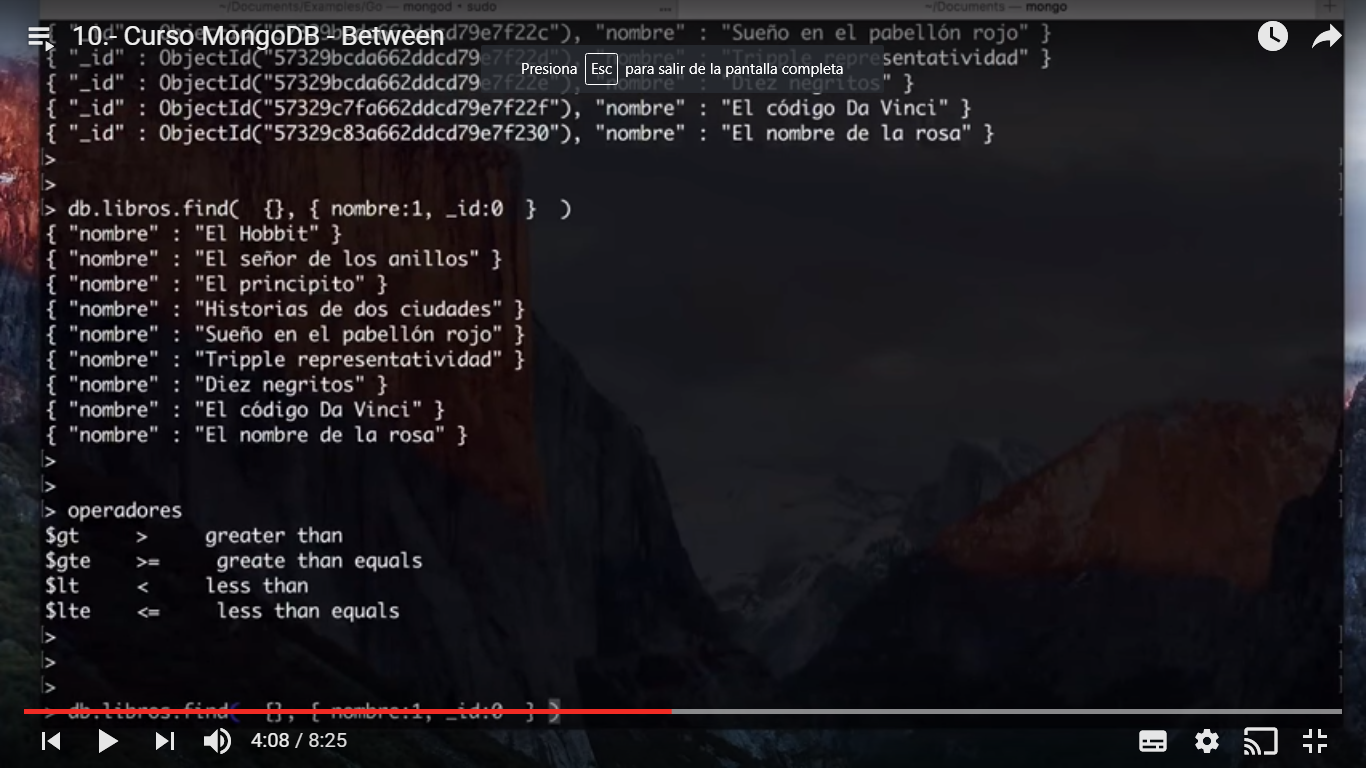 ~/Documents/Examples/Go — mongod • sudo
~/Documents — mongo
10.- Curso MongoDB - Between
{ "_id" : ObjectId("57329bcda662ddcd79e7f22c"), "nombre" : "Sueño en el pabellón rojo" }
{ "_id" : ObjectId("57329bcda662ddcd79e7f22d"), "nombre" : "Tripple representatividad" }
Presiona Esc para salir de la pantalla completa
{ "_id" : ObjectId("57329bcda662ddcd79e7f22e"), "nombre" : "Diez negritos" }
{ "_id" : ObjectId("57329c7fa662ddcd79e7f22f"), "nombre" : "El código Da Vinci" }
{ "_id" : ObjectId("57329c83a662ddcd79e7f230"), "nombre" : "El nombre de la rosa" }
>
>
> db.libros.find(  {}, { nombre:1, _id:0  }  )
{ "nombre" : "El Hobbit" }
{ "nombre" : "El señor de los anillos" }
{ "nombre" : "El principito" }
{ "nombre" : "Historias de dos ciudades" }
{ "nombre" : "Sueño en el pabellón rojo" }
{ "nombre" : "Tripple representatividad" }
{ "nombre" : "Diez negritos" }
{ "nombre" : "El código Da Vinci" }
{ "nombre" : "El nombre de la rosa" }
>
>
> operadores
$gt     >     greater than
$gte    >=     greate than equals
$lt     <     less than
$lte    <=     less than equals
>
>
>
> db.libros.find(  {}, { nombre:1, _id:0  } )
4:08 / 8:25